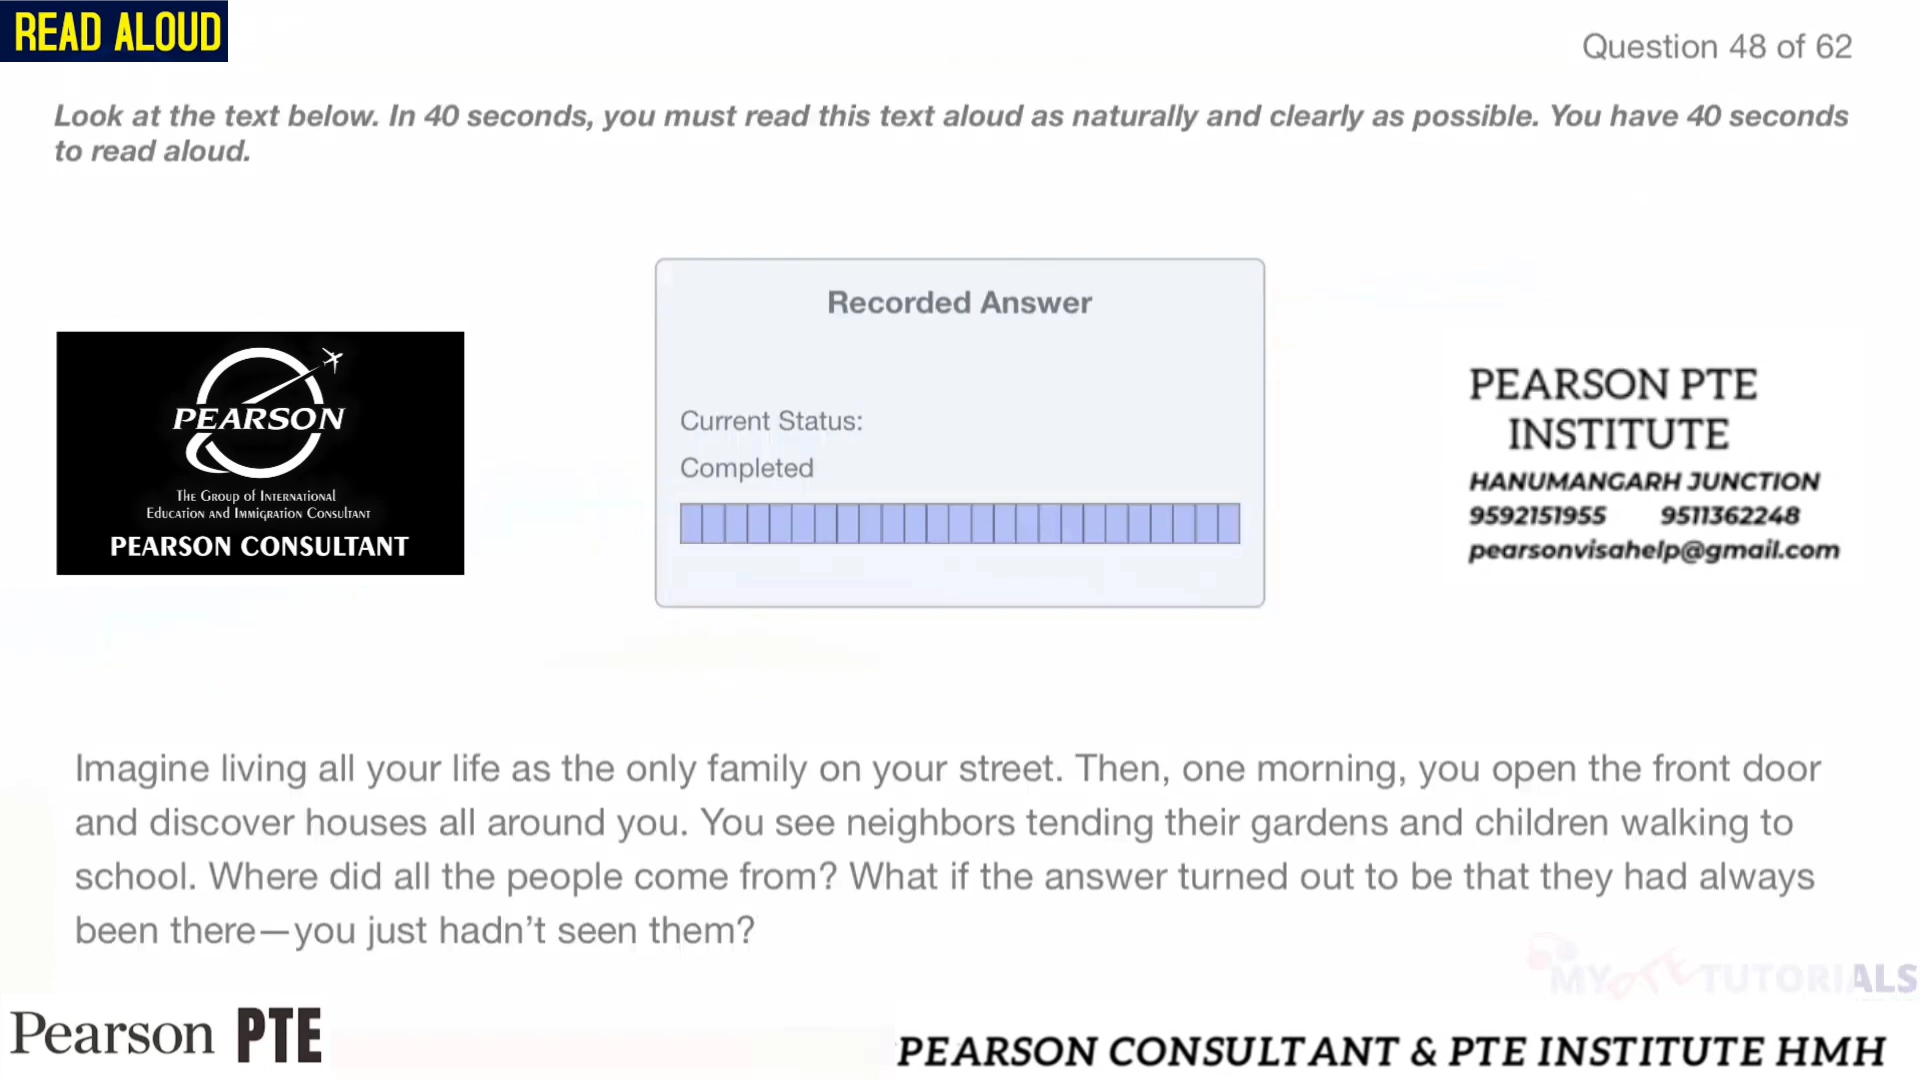 READ ALOUD
Question 48 of 62
Look at the text below. In 40 seconds, you must read this text aloud as naturally and clearly as possible. You have 40 seconds
to read aloud.
Recorded Answer
Current Status:
Completed
PEARSON
The Group of International
Education and Immigration Consultant
PEARSON CONSULTANT
PEARSON PTE
INSTITUTE
HANUMANGARH JUNCTION
9592151955 9511362248
pearsonvisahelp@gmail.com
Imagine living all your life as the only family on your street. Then, one morning, you open the front door
and discover houses all around you. You see neighbors tending their gardens and children walking to
school. Where did all the people come from? What if the answer turned out to be that they had always
been there—you just hadn't seen them?
MY PTE TUTORIALS
Pearson PTE
PEARSON CONSULTANT & PTE INSTITUTE HMH